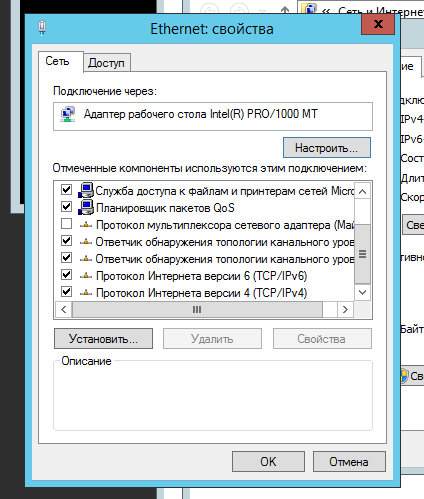 Ethernet: свойства
x
« Сеть и Интернет
Сеть
Доступ
Подключение через:
Адаптер рабочего стола Intel(R) PRO/1000 MT
Настроить...
Отмеченные компоненты используются этим подключением:
Служба доступа к файлам и принтерам сетей Micro
Планировщик пакетов QoS
Протокол мультиплексора сетевого адаптера (Май
Ответчик обнаружения топологии канального уров
Ответчик обнаружения топологии канального уров
Протокол Интернета версии 6 (TCP/IPv6)
Протокол Интернета версии 4 (TCP/IPv4)
Установить...
Удалить
Свойства
Описание
OK
Отмена
ние
дклю
IPv4-
IPv6-
Сост
Длит
Скор
Све
тивно
Байт
Св